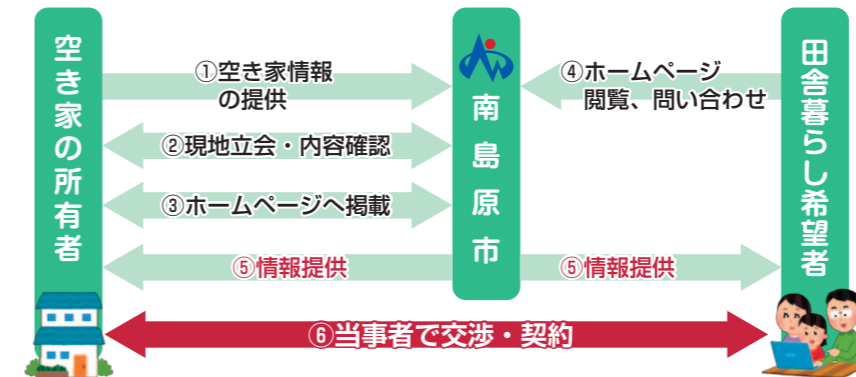 空き家の所有者
①空き家情報
の提供
②現地立会・内容確認
③ホームページへ掲載
⑤情報提供
南島原市
④ホームページ
閲覧、問い合わせ
⑤情報提供
田舎暮らし希望者
⑥当事者で交渉・契約